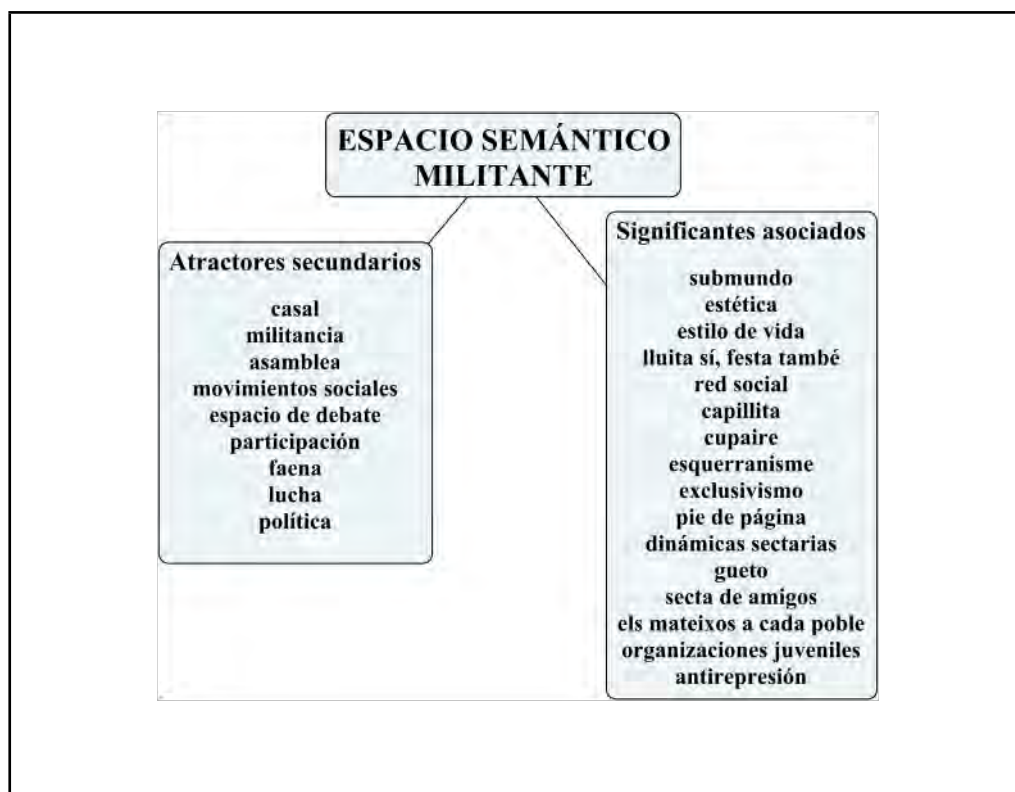 ESPACIO SEMÁNTICO
MILITANTE
Atractores secundarios
casal
militancia
asamblea
movimientos sociales
espacio de debate
participación
faena
lucha
política
Significantes asociados
submundo
estética
estilo de vida
lluita sí, festa també
red social
capillita
cupaire
esquerranisme
exclusivismo
pie de página
dinámicas sectarias
gueto
secta de amigos
els mateixos a cada poble
organizaciones juveniles
antirepresión